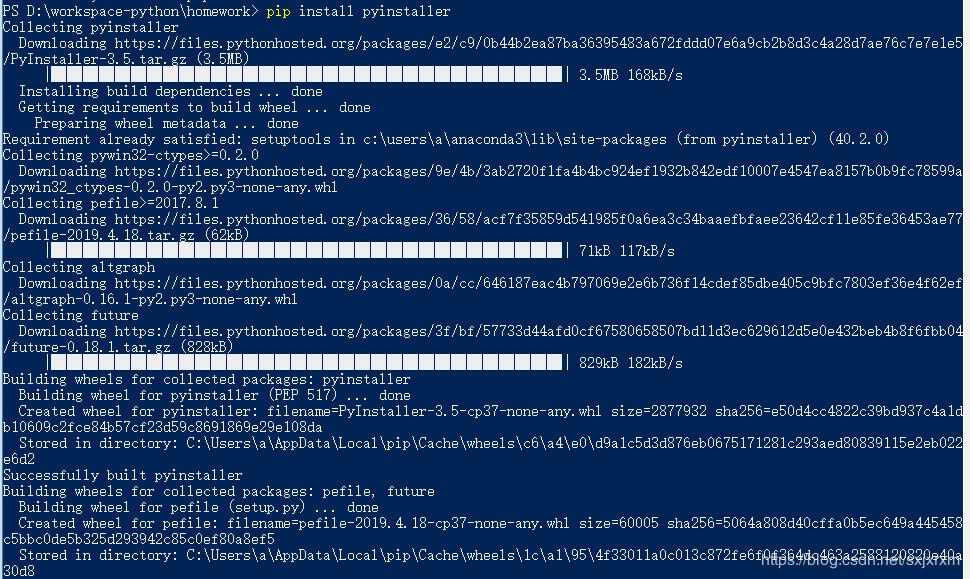 PS D:\workspace-python\homework> pip install pyinstaller
Collecting pyinstaller
  Downloading https://files.pythonhosted.org/packages/e2/c9/0b44b2ea87ba36395483a672fddd07e6a9cb2b8d3c4a28d7ae76c7e7e1e5
/PyInstaller-3.5.tar.gz (3.5MB)
     |████████████████████████████████| 3.5MB 168kB/s
  Installing build dependencies ... done
  Getting requirements to build wheel ... done
    Preparing wheel metadata ... done
Requirement already satisfied: setuptools in c:\users\a\anaconda3\lib\site-packages (from pyinstaller) (40.2.0)
Collecting pywin32-ctypes>=0.2.0
  Downloading https://files.pythonhosted.org/packages/9e/4b/3ab2720f1fa4b4bc924ef1932b842edf10007e4547ea8157b0b9fc78599a
/pywin32_ctypes-0.2.0-py2.py3-none-any.whl
Collecting pefile>=2017.8.1
  Downloading https://files.pythonhosted.org/packages/36/58/acf7f35859d541985f0a6ea3c34baaefbfaee23642cf11e85fe36453ae77
/pefile-2019.4.18.tar.gz (62kB)
     |████████████████████████████████| 71kB 117kB/s
Collecting altgraph
  Downloading https://files.pythonhosted.org/packages/0a/cc/646187eac4b797069e2e6b736f14cdef85dbe405c9bfc7803ef36e4f62ef
/altgraph-0.16.1-py2.py3-none-any.whl
Collecting future
  Downloading https://files.pythonhosted.org/packages/3f/bf/57733d44afd0cf67580658507bd11d3ec629612d5e0e432beb4b8f6fbb04
/future-0.18.1.tar.gz (828kB)
     |████████████████████████████████| 829kB 182kB/s
Building wheels for collected packages: pyinstaller
  Building wheel for pyinstaller (PEP 517) ... done
  Created wheel for pyinstaller: filename=PyInstaller-3.5-cp37-none-any.whl size=2877932 sha256=e50d4cc4822c39bd937c4a1d
b10609c2fce84b57cf23d59c8691869e29e108da
  Stored in directory: C:\Users\a\AppData\Local\pip\Cache\wheels\c6\a4\e0\d9a1c5d3d876eb0675171281c293aed80839115e2eb022
e6d2
Successfully built pyinstaller
Building wheels for collected packages: pefile, future
  Building wheel for pefile (setup.py) ... done
  Created wheel for pefile: filename=pefile-2019.4.18-cp37-none-any.whl size=60005 sha256=5064a808d40cffa0b5ec649a445458
c5bbc0de5b325d293942c85c0ef80a8ef5
  Stored in directory: C:\Users\a\AppData\Local\pip\Cache\wheels\1c\a1\95\4f33011a0c013c872fe6f0f364dc463a2588120820e40a
30d8
https://blog.csdn.net/sxjxrxm